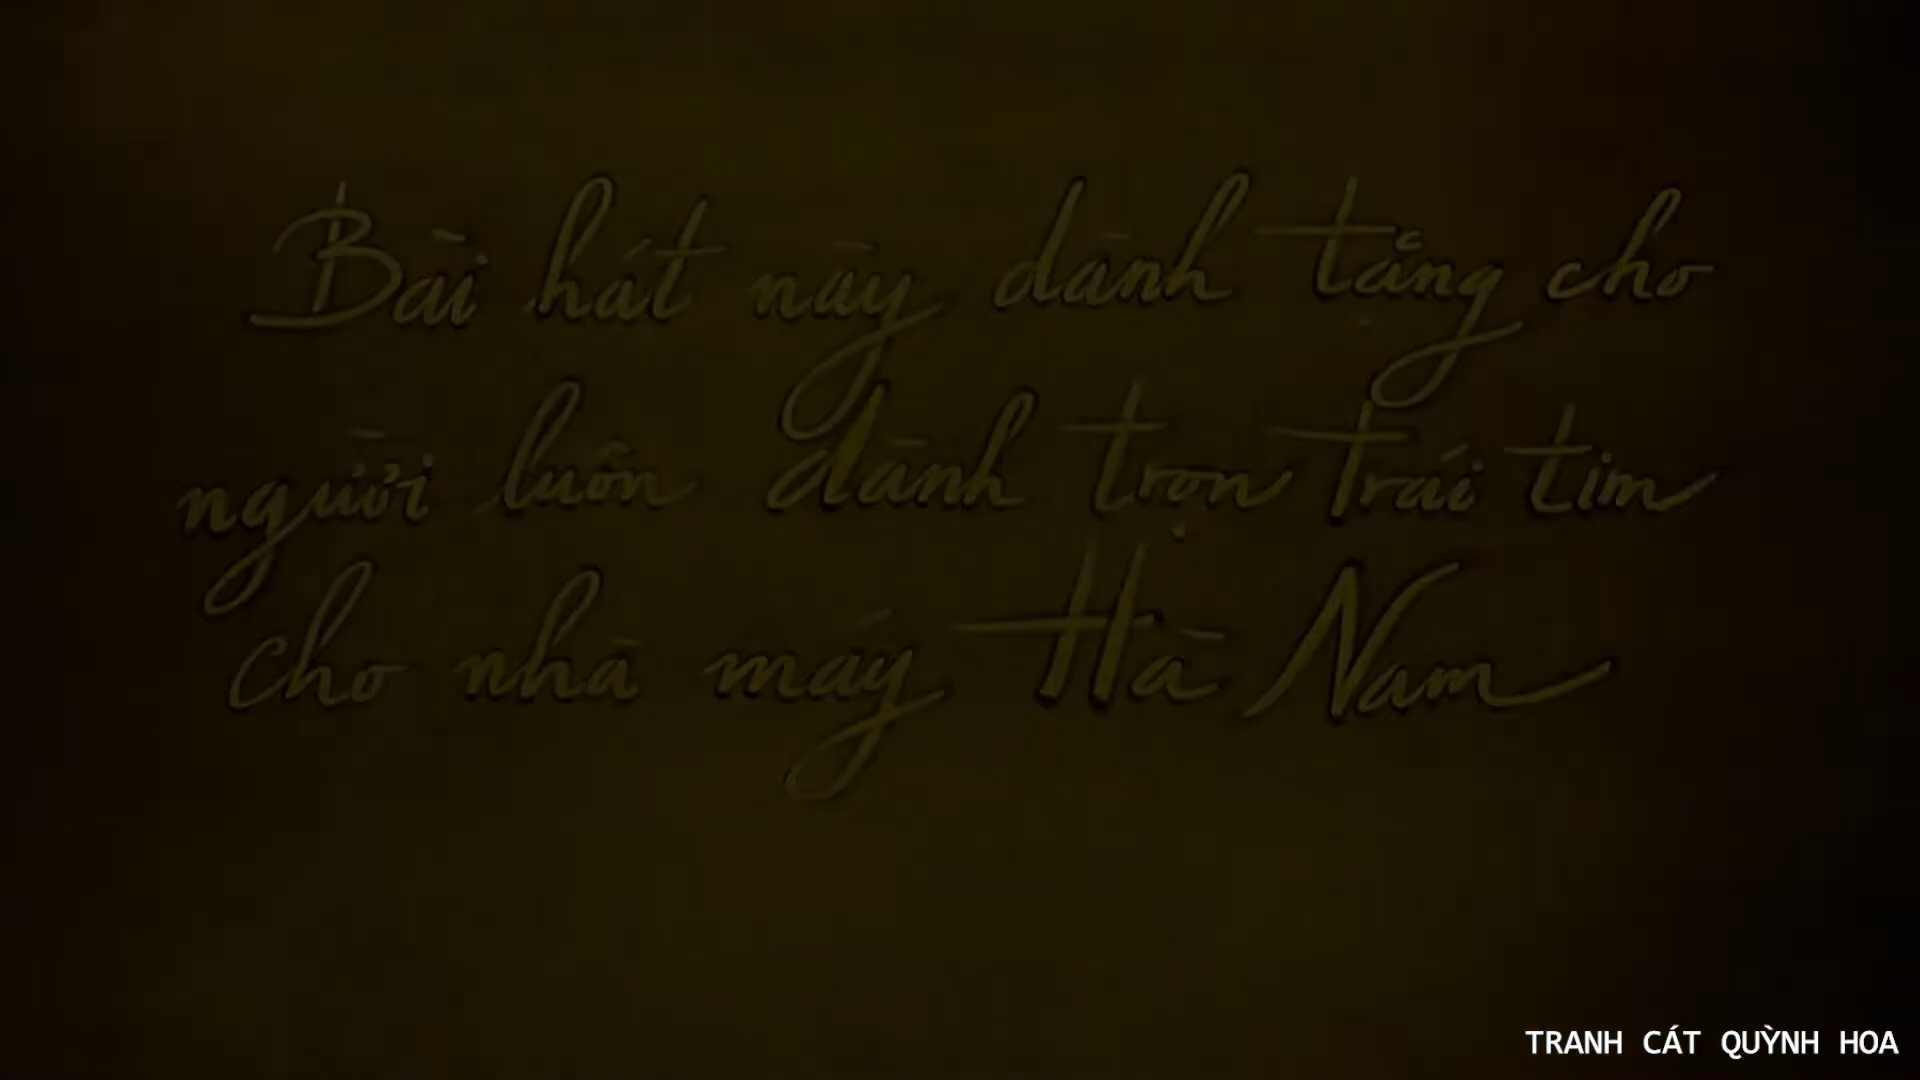 Bài hát này dành tặng cho
người luôn dành trọn trái tim
cho nhà máy Hà Nam
TRANH CÁT QUỲNH HOA